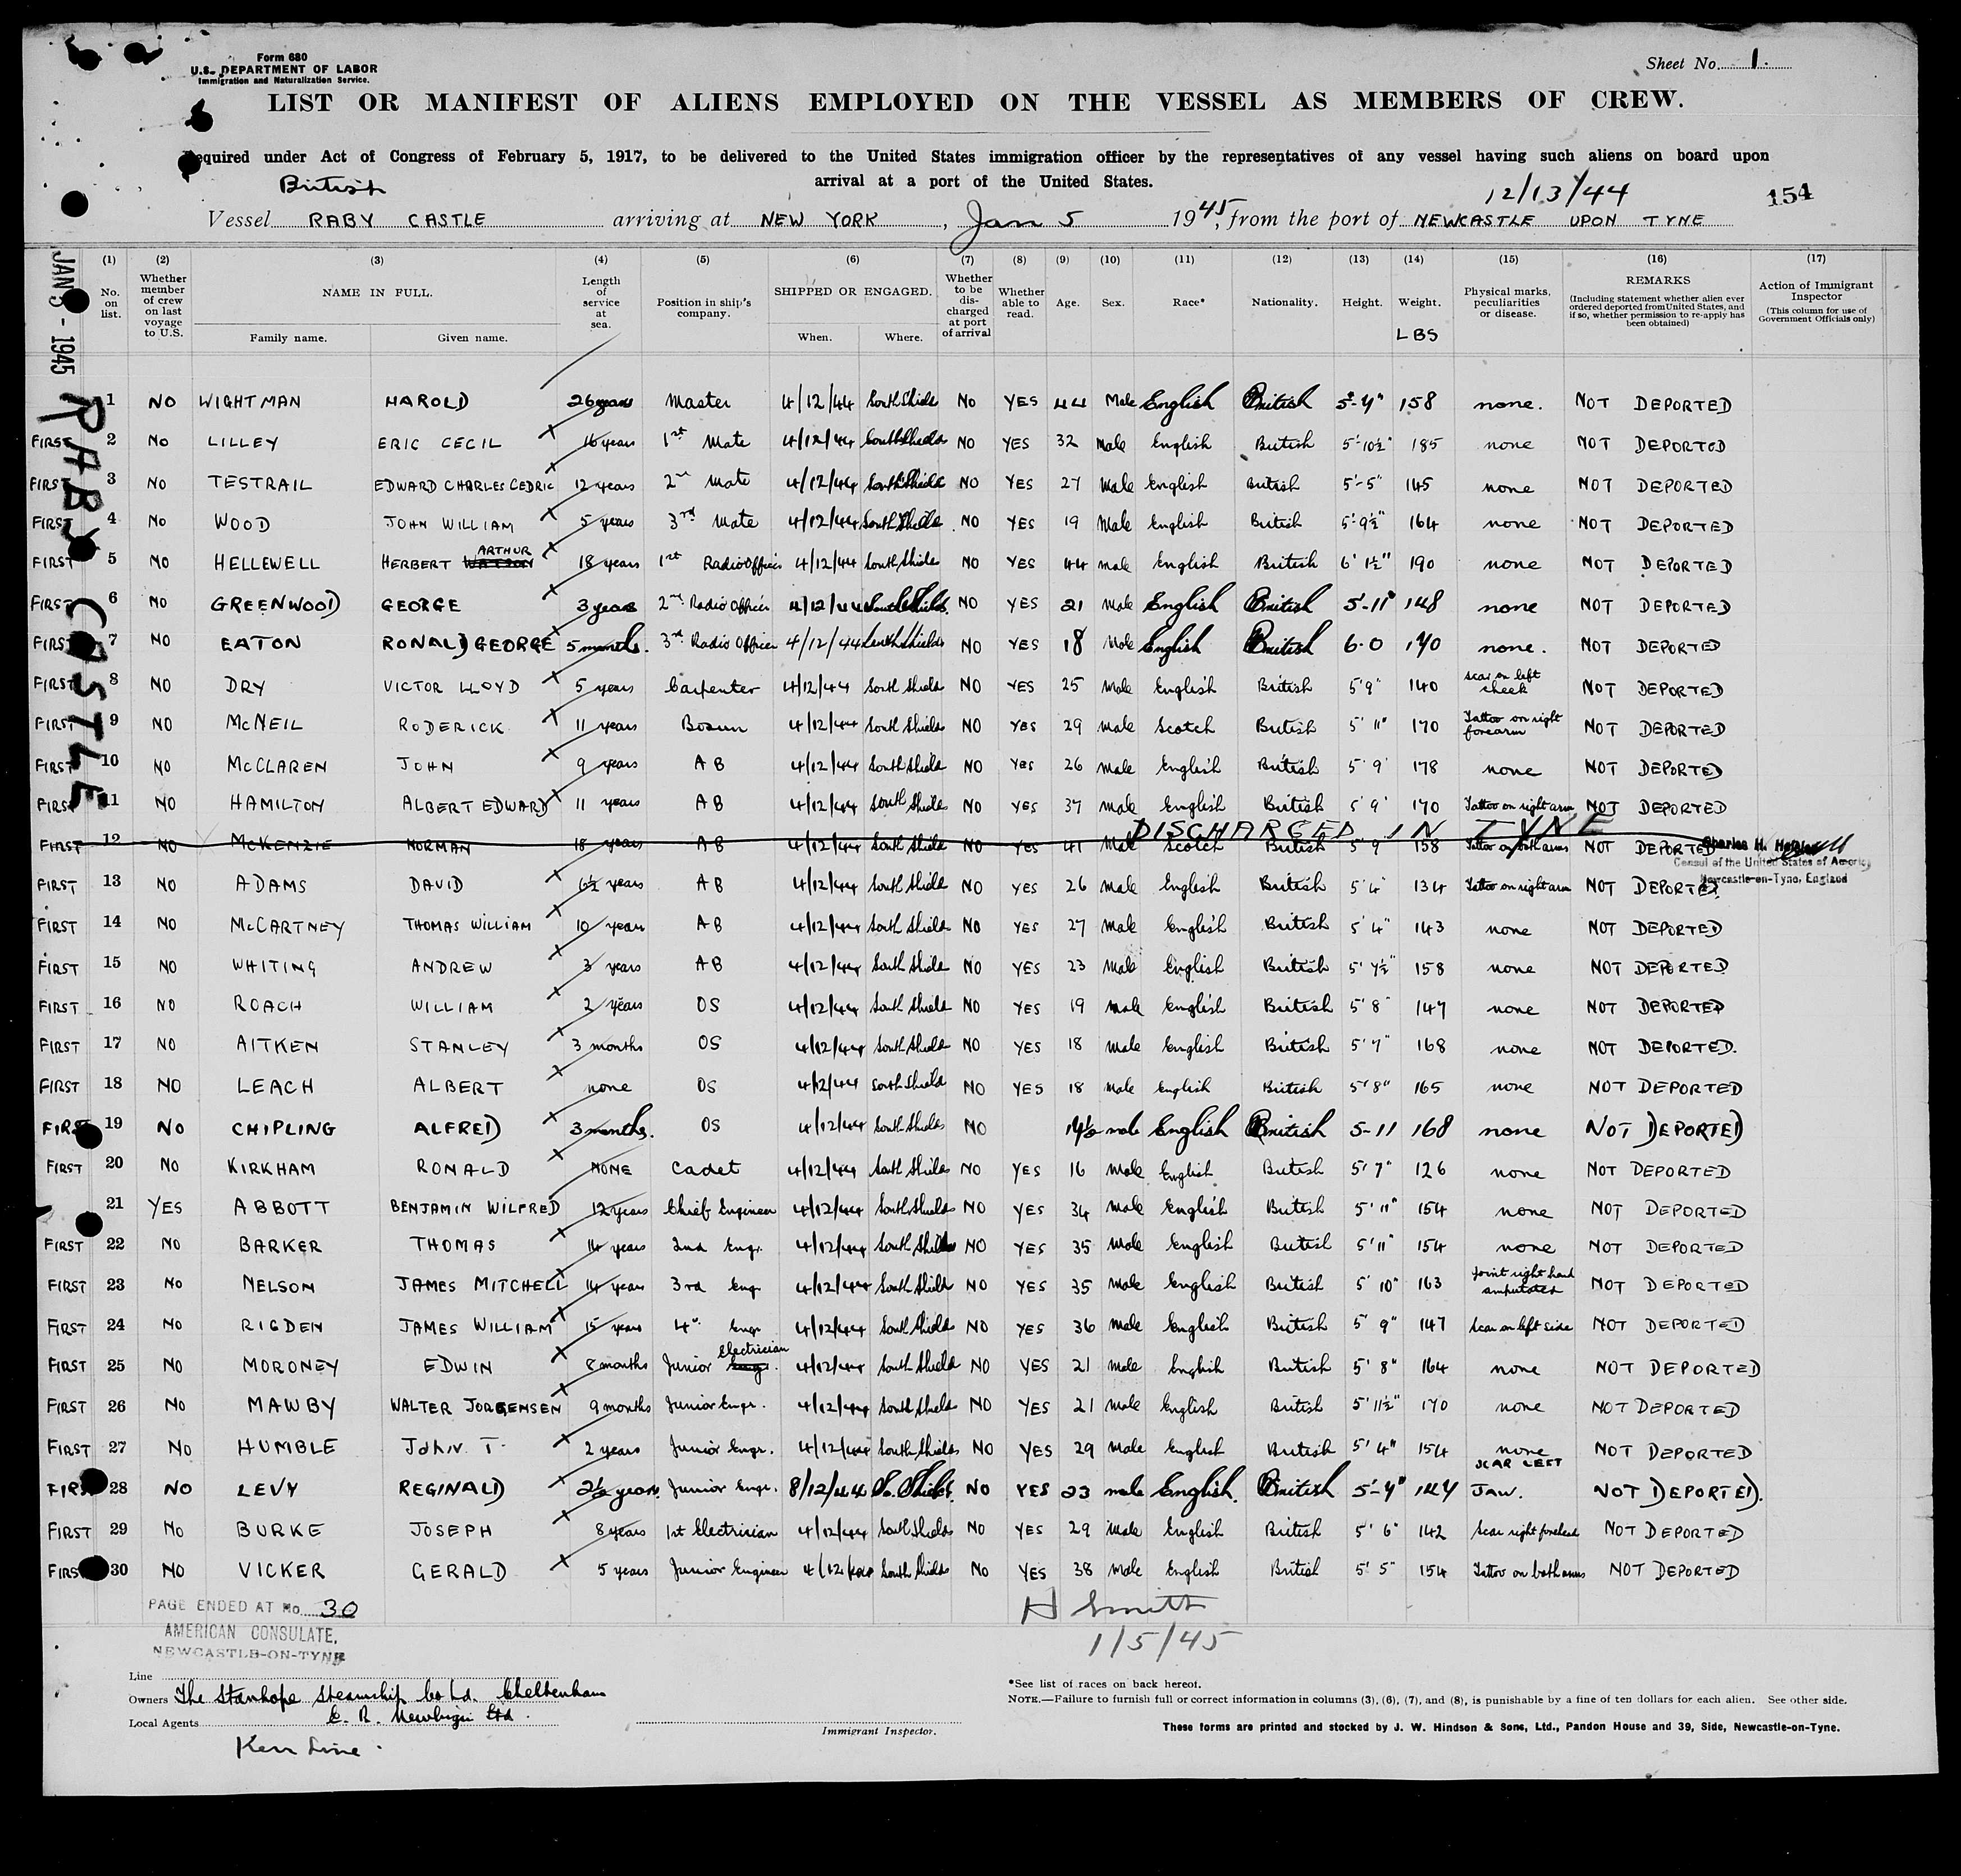 Form 680
U.S. DEPARTMENT OF LABOR
Immigration and Naturalization Service.
Sheet No. 1.
LIST OR MANIFEST OF ALIENS EMPLOYED ON THE VESSEL AS MEMBERS OF CREW.
Required under Act of Congress of February 5, 1917, to be delivered to the United States immigration officer by the representatives of any vessel having such aliens on board upon
arrival at a port of the United States.
British
12/13/44
154
Vessel RABY CASTLE arriving at NEW YORK, Jan 5 1945, from the port of NEWCASTLE UPON TYNE
JAN 5 - 1945
RABY CASTLE
(1) (2) (3) (4) (5) (6) (7) (8) (9) (10) (11) (12) (13) (14) (15) (16) (17)
No. on list. Whether member of crew on last voyage to U.S. NAME IN FULL. Family name. Given name. Length of service at sea. Position in ship's company. SHIPPED OR ENGAGED. When. Where. Whether to be discharged at port of arrival Whether able to read. Age. Sex. Race* Nationality. Height. Weight. LBS Physical marks, peculiarities or disease. REMARKS (Including statement whether alien ever ordered deported from United States, and if so, whether permission to re-apply has been obtained) Action of Immigrant Inspector (This column for use of Government Officials only)
1 NO WIGHTMAN HAROLD 26 years Master 4/12/44 South Shields NO YES 44 Male English British 158 none. NOT DEPORTED
FIRST 2 NO LILLEY ERIC CECIL 16 years 1st Mate 4/12/44 South Shields NO YES 32 Male English British 5'-10½" 185 none NOT DEPORTED
FIRST 3 NO TESTRAIL EDWARD CHARLES CEDRIC 12 years 2nd Mate 4/12/44 South Shields NO YES 27 Male English British 5'-5" 145 none NOT DEPORTED
FIRST 4 NO WOOD JOHN WILLIAM 5 years 3rd Mate 4/12/44 South Shields NO YES 19 Male English British 5'-9½" 164 none NOT DEPORTED
FIRST 5 NO HELLEWELL HERBERT WATSON ARTHUR 18 years 1st Radio Officer 4/12/44 South Shields NO YES 44 male English British 6' 1½" 190 none NOT DEPORTED
FIRST 6 NO GREENWOOD GEORGE 3 years 2nd Radio Officer 4/12/44 South Shields NO YES 21 Male English British 5'-11" 148 none NOT DEPORTED
FIRST 7 NO EATON RONALD GEORGE 5 months. 3rd Radio Officer 4/12/44 South Shields NO YES 18 Male English British 6-0 170 none. NOT DEPORTED
FIRST 8 NO DRY VICTOR LLOYD 5 years Carpenter 4/12/44 South Shields NO YES 25 Male English British 5'9" 140 scar on left cheek NOT DEPORTED
FIRST 9 NO McNEIL RODERICK 11 years Bosun 4/12/44 South Shields NO YES 29 Male Scotch British 5' 11" 170 Tattoo on right forearm NOT DEPORTED
FIRST 10 NO McCLAREN JOHN 9 years AB 4/12/44 South Shields NO YES 26 Male English British 5' 9' 178 none NOT DEPORTED
FIRST 11 NO HAMILTON ALBERT EDWARD 11 years AB 4/12/44 South Shields NO YES 37 Male English British 5' 9' 170 Tattoo on right arm NOT DEPORTED
DISCHARGED IN TYNE
FIRST 12 NO McKENZIE NORMAN 18 years AB 4/12/44 South Shields NO YES 41 Male Scotch British 5' 9" 158 Tattoo on both arms NOT DEPORTED
Charles H.
Consul of the United States of America
Newcastle-on-Tyne, England
FIRST 13 NO ADAMS DAVID 6½ years AB 4/12/44 South Shields NO YES 26 Male English British 5' 4" 134 Tattoo on right arm NOT DEPORTED
FIRST 14 NO McCARTNEY THOMAS WILLIAM 10 years AB 4/12/44 South Shields NO YES 27 Male English British 5' 4" 143 none NOT DEPORTED
FIRST 15 NO WHITING ANDREW 3 years AB 4/12/44 South Shields NO YES 23 Male English British 5' 7½" 158 none NOT DEPORTED
FIRST 16 NO ROACH WILLIAM 2 years OS 4/12/44 South Shields NO YES 19 Male English British 5' 8" 147 none NOT DEPORTED
FIRST 17 NO AITKEN STANLEY 3 months OS 4/12/44 South Shields NO YES 18 Male English British 5' 7" 168 none NOT DEPORTED.
FIRST 18 NO LEACH ALBERT none OS 4/12/44 South Shields NO YES 18 Male English British 5' 8" 165 none NOT DEPORTED
FIRST 19 NO CHIPLING ALFRED 3 months. OS 4/12/44 South Shields NO male English British 5-11 168 none NOT DEPORTED
FIRST 20 NO KIRKHAM RONALD NONE Cadet 4/12/44 South Shields NO YES 16 Male English British 5' 7" 126 none NOT DEPORTED
21 YES ABBOTT BENJAMIN WILFRED 12 years Chief Engineer 4/12/44 South Shields NO YES 34 Male English British 5' 11" 154 none NOT DEPORTED
FIRST 22 NO BARKER THOMAS 14 years 2nd Engr. 4/12/44 South Shields NO YES 35 Male English British 5' 11" 154 none NOT DEPORTED
FIRST 23 NO NELSON JAMES MITCHELL 14 years 3rd Engr 4/12/44 South Shields NO YES 35 Male English British 5' 10" 163 joint right hand amputated NOT DEPORTED
FIRST 24 NO RIGDEN JAMES WILLIAM 15 years 4th Engr 4/12/44 South Shields NO YES 36 Male English British 5' 9" 147 Scar on left side NOT DEPORTED
FIRST 25 NO MORONEY EDWIN 8 months Junior Engr. Electrician 4/12/44 South Shields NO YES 21 Male English British 5' 8" 164 none NOT DEPORTED
FIRST 26 NO MAWBY WALTER JORGENSEN 9 months Junior Engr. 4/12/44 South Shields NO YES 21 Male English British 5' 11½" 170 none NOT DEPORTED
FIRST 27 NO HUMBLE JOHN T. 2 years Junior Engr. 4/12/44 South Shields NO YES 29 Male English British 5' 4" 154 none NOT DEPORTED
FIRST 28 NO LEVY REGINALD 2½ years. Junior Engr. 8/12/44 So. Shields. NO YES 23 male English. British SCAR LEFT JAW. NOT DEPORTED.
FIRST 29 NO BURKE JOSEPH 8 years 1st Electrician 4/12/44 South Shields NO YES 29 Male English British 5' 6" 142 Scar right forehead NOT DEPORTED
FIRST 30 NO VICKER GERALD 5 years Junior Engineer 4/12/44 South Shields NO YES 38 Male English British 5' 5" 154 Tattoo on both arms NOT DEPORTED
PAGE ENDED AT No. 30
AMERICAN CONSULATE,
NEWCASTLE-ON-TYNE
H Smith
1/5/45
Line
Owners The Stanhope Steamship Co Ltd. Cheltenham
Local Agents E. R. Newbigin Ltd.
Kerr Line.
Immigrant Inspector.
*See list of races on back hereof.
NOTE.—Failure to furnish full or correct information in columns (3), (6), (7), and (8), is punishable by a fine of ten dollars for each alien. See other side.
These forms are printed and stocked by J. W. Hindson & Sons, Ltd., Pandon House and 39, Side, Newcastle-on-Tyne.